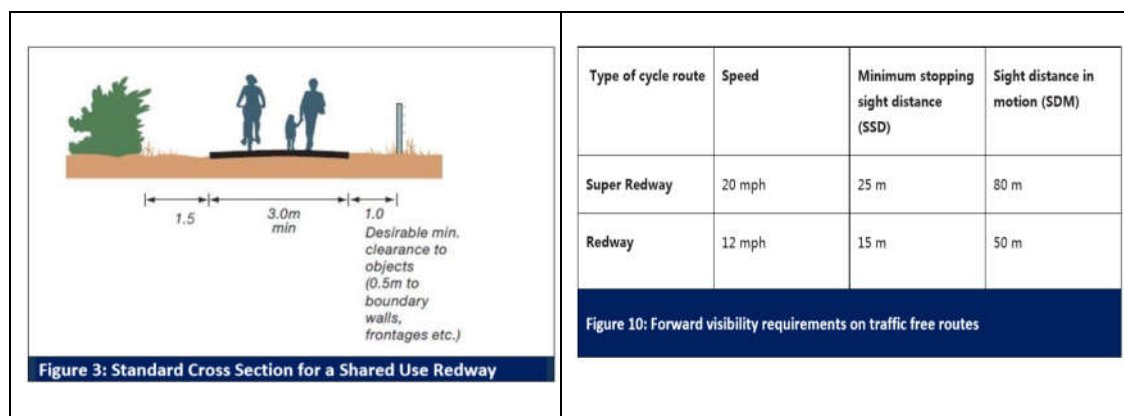 1.5
3.0m
min
1.0
Desirable min.
clearance to
objects
(0.5m to
boundary
walls,
frontages etc.)
Figure 3: Standard Cross Section for a Shared Use Redway
Type of cycle route Speed Minimum stopping Sight distance in
sight distance motion (SDM)
(SSD)
Super Redway 20 mph 25 m 80 m
Redway 12 mph 15 m 50 m
Figure 10: Forward visibility requirements on traffic free routes